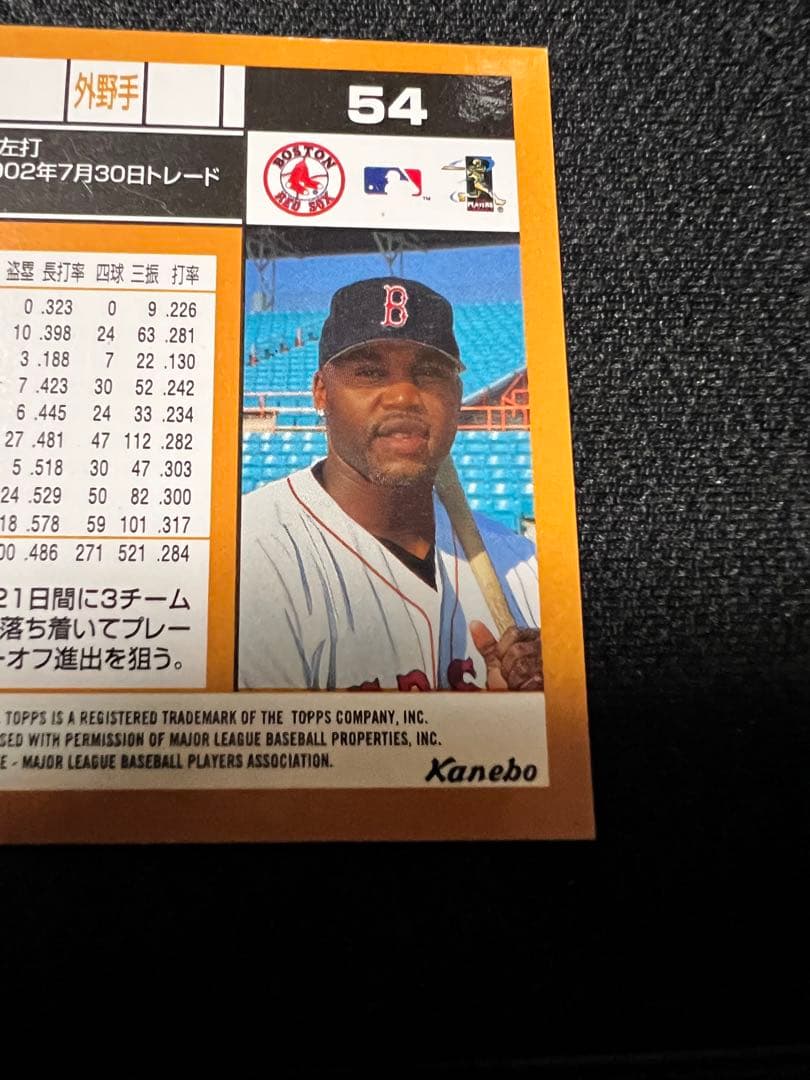 外野手
54
左打
02年7月30日トレード
BOSTON
RED SOX
TM
PLAYERS
®
盗塁 長打率 四球 三振 打率
0 .323 0 9 .226
10 .398 24 63 .281
3 .188 7 22 .130
7 .423 30 52 .242
6 .445 24 33 .234
27 .481 47 112 .282
5 .518 30 47 .303
24 .529 50 82 .300
18 .578 59 101 .317
00 .486 271 521 .284
B
21日間に3チーム
落ち着いてプレー
ーオフ進出を狙う。
TOPPS IS A REGISTERED TRADEMARK OF THE TOPPS COMPANY, INC.
SED WITH PERMISSION OF MAJOR LEAGUE BASEBALL PROPERTIES, INC.
E - MAJOR LEAGUE BASEBALL PLAYERS ASSOCIATION.
Kanebo